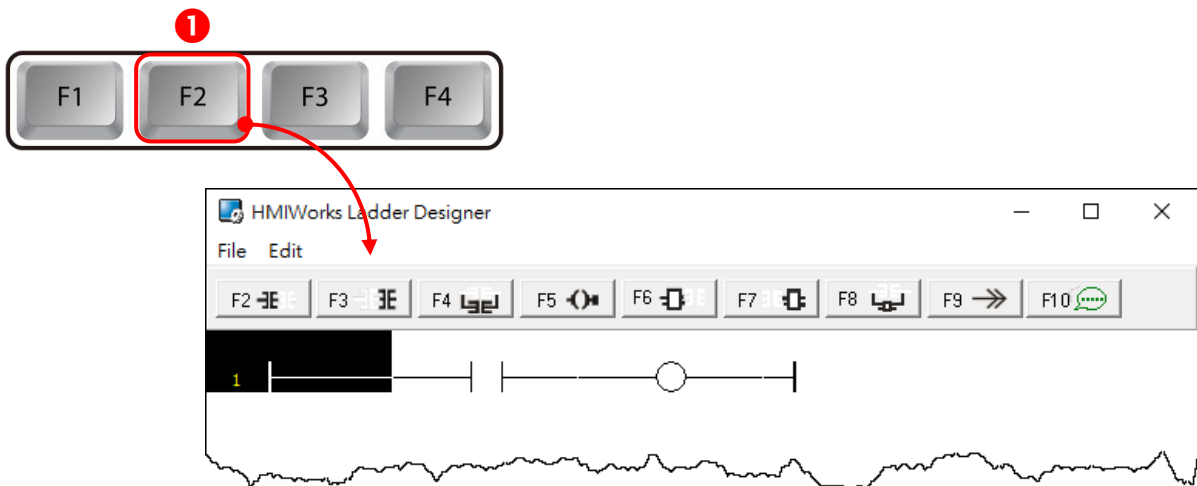 1
F1 F2 F3 F4
HMIWorks Ladder Designer
File Edit
F2 F3 F4 F5 F6 F7 F8 F9 F10
1